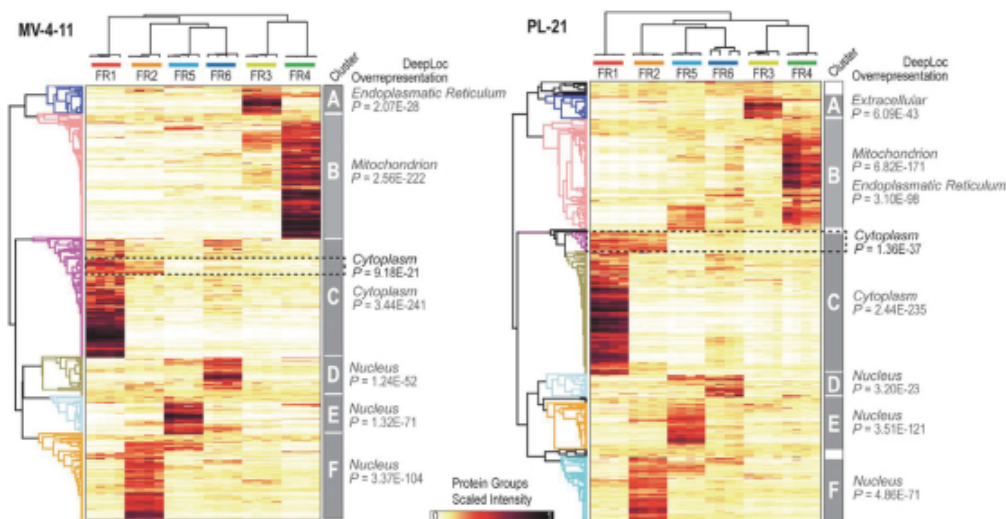 MV-4-11
FR1 FR2 FR5 FR6 FR3 FR4
Cluster
DeepLoc
Overrepresentation
A
Endoplasmatic Reticulum
P = 2.07E-28
B
Mitochondrion
P = 2.56E-222
Cytoplasm
P = 9.18E-21
C
Cytoplasm
P = 3.44E-241
D
Nucleus
P = 1.24E-52
E
Nucleus
P = 1.32E-71
F
Nucleus
P = 3.37E-104
Protein Groups
Scaled Intensity
0 1
PL-21
FR1 FR2 FR5 FR6 FR3 FR4
Cluster
DeepLoc
Overrepresentation
A
Extracellular
P = 6.09E-43
B
Mitochondrion
P = 6.82E-171
Endoplasmatic Reticulum
P = 3.10E-98
Cytoplasm
P = 1.36E-37
C
Cytoplasm
P = 2.44E-235
D
Nucleus
P = 3.20E-23
E
Nucleus
P = 3.51E-121
F
Nucleus
P = 4.86E-71